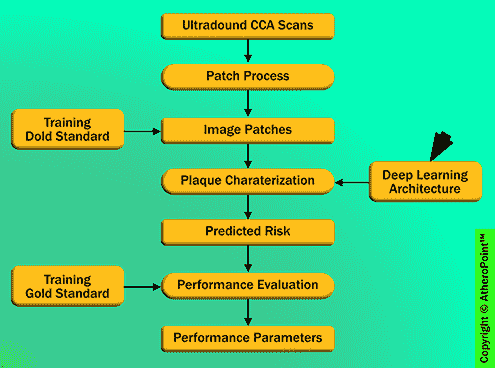 Ultradound CCA Scans
Patch Process
Training
Dold Standard
Image Patches
Plaque Charaterization
Deep Learning
Architecture
Predicted Risk
Training
Gold Standard
Performance Evaluation
Performance Parameters
Copyright © AtheroPoint™